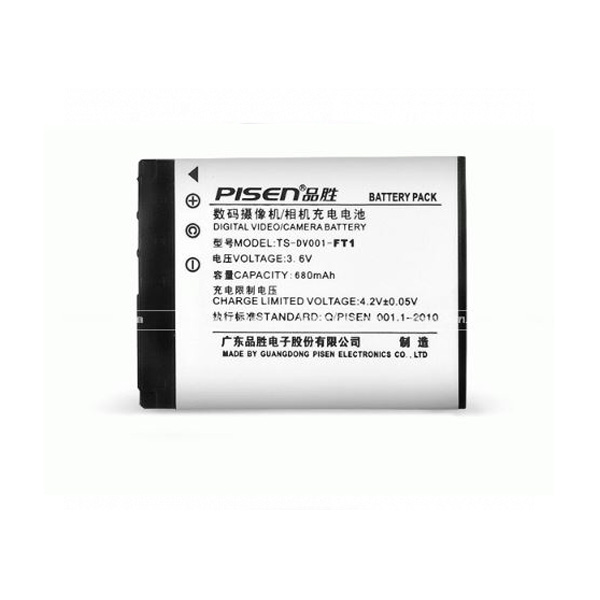 PISEN®品胜 BATTERY PACK
数码摄像机/相机充电电池
DIGITAL VIDEO/CAMERA BATTERY
型号MODEL:TS-DV001-FT1
电压VOLTAGE:3.6V
容量CAPACITY:680mAh
充电限制电压
CHARGE LIMITED VOLTAGE:4.2V±0.05V
执行标准STANDARD: Q/PISEN 001.1-2010
广东品胜电子股份有限公司 制 造
MADE BY GUANGDONG PISEN ELECTRONICS CO., LTD